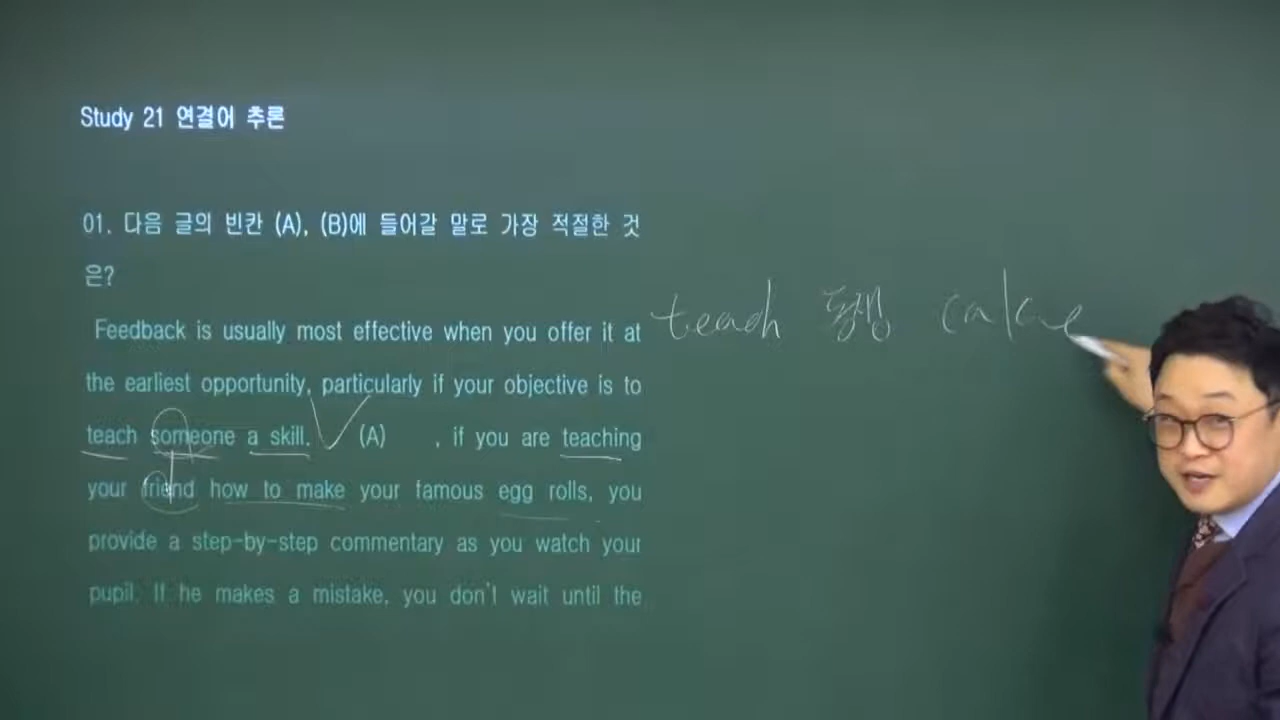 Study 21 연결어 추론
01. 다음 글의 빈칸 (A), (B)에 들어갈 말로 가장 적절한 것
은?
Feedback is usually most effective when you offer it at
the earliest opportunity, particularly if your objective is to
teach someone a skill. (A) , if you are teaching
your friend how to make your famous egg rolls, you
provide a step-by-step commentary as you watch your
pupil. If he makes a mistake, you don't wait until the
teach